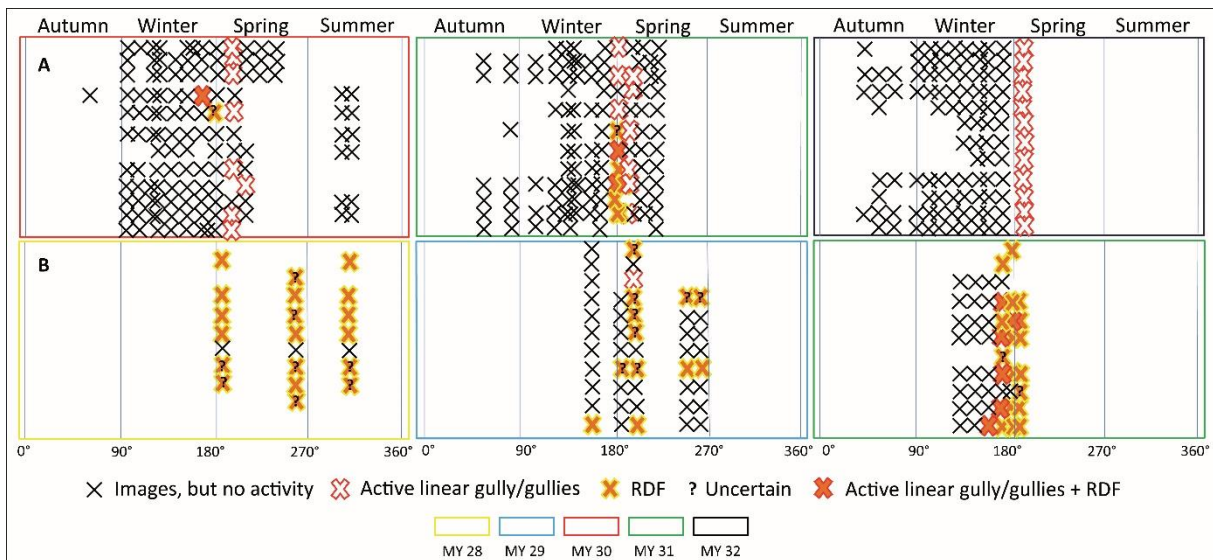 Autumn Winter Spring Summer Autumn Winter Spring Summer Autumn Winter Spring Summer
A
?
?
B
?
?
?
?
?
?
?
?
?
? ?
?
?
? ?
?
?
0° 90° 180° 270° 360° 0° 90° 180° 270° 360° 0° 90° 180° 270° 360°
Images, but no activity Active linear gully/gullies RDF ? Uncertain Active linear gully/gullies + RDF
MY 28 MY 29 MY 30 MY 31 MY 32